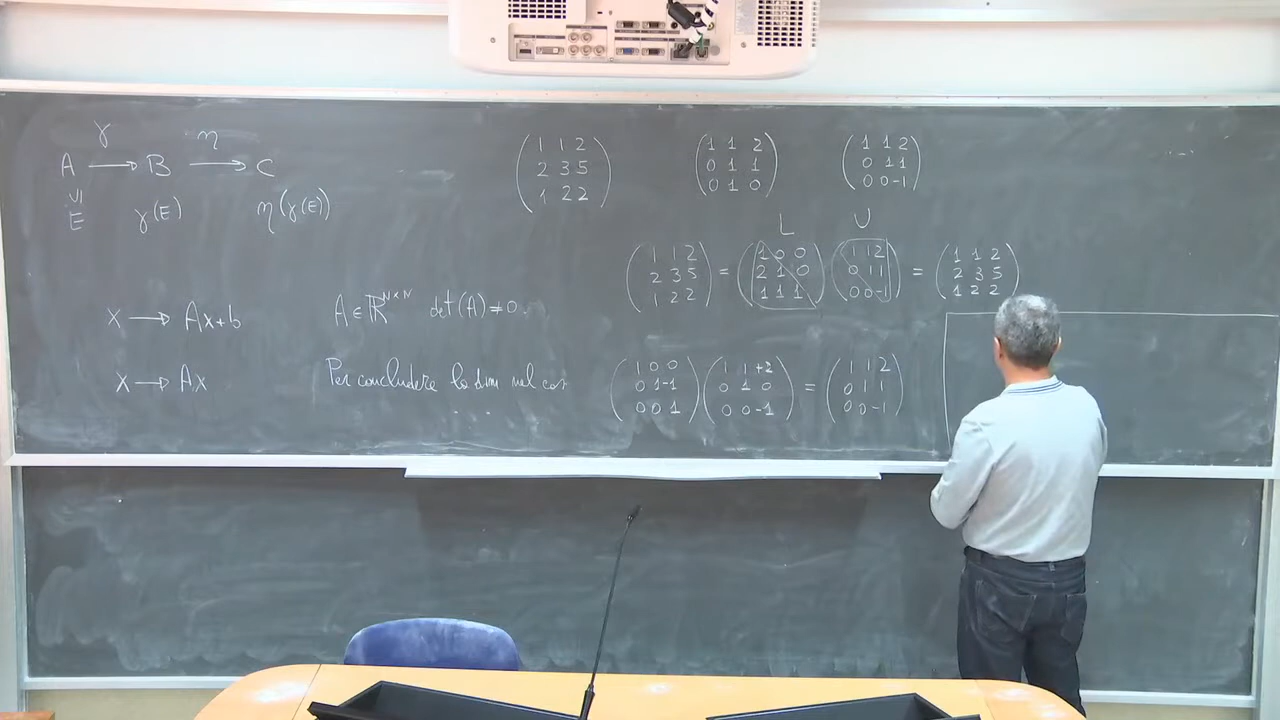 γ η
A → B → C
⊆
E γ(E) η(γ(E))
x → Ax+b A ∈ ℝ^{N×N} det(A) ≠ 0
x → Ax Per concludere la dim nel
1 1 2
2 3 5
1 2 2
1 1 2
0 1 1
0 1 0
1 1 2
0 1 1
0 0 -1
L U
1 1 2
2 3 5
1 2 2
=
1 0 0
2 1 0
1 1 1
1 1 2
0 1 1
0 0 -1
=
1 1 2
2 3 5
1 2 2
1 0 0
0 1 -1
0 0 1
1 1 +2
0 1 0
0 0 -1
=
1 1 2
0 1 1
0 0 -1